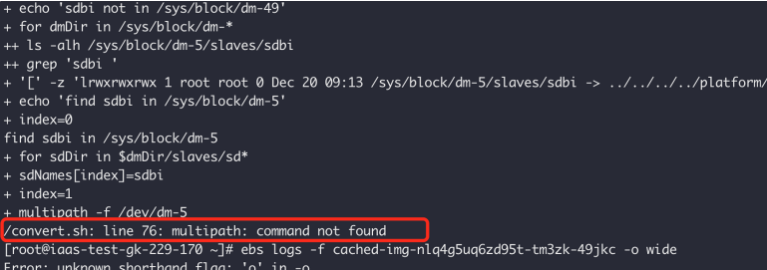 + echo 'sdbi not in /sys/block/dm-49'
+ for dmDir in /sys/block/dm-*
++ ls -alh /sys/block/dm-5/slaves/sdbi
++ grep 'sdbi '
+ '[' -z 'lrwxrwxrwx 1 root root 0 Dec 20 09:13 /sys/block/dm-5/slaves/sdbi -> ../../../../platform/
+ echo 'find sdbi in /sys/block/dm-5'
+ index=0
find sdbi in /sys/block/dm-5
+ for sdDir in $dmDir/slaves/sd*
+ sdNames[index]=sdbi
+ index=1
+ multipath -f /dev/dm-5
/convert.sh: line 76: multipath: command not found
[root@iaas-test-gk-229-170 ~]# ebs logs -f cached-img-nlq4g5uq6zd95t-tm3zk-49jkc -o wide
Error: unknown shorthand flag: 'o' in -o